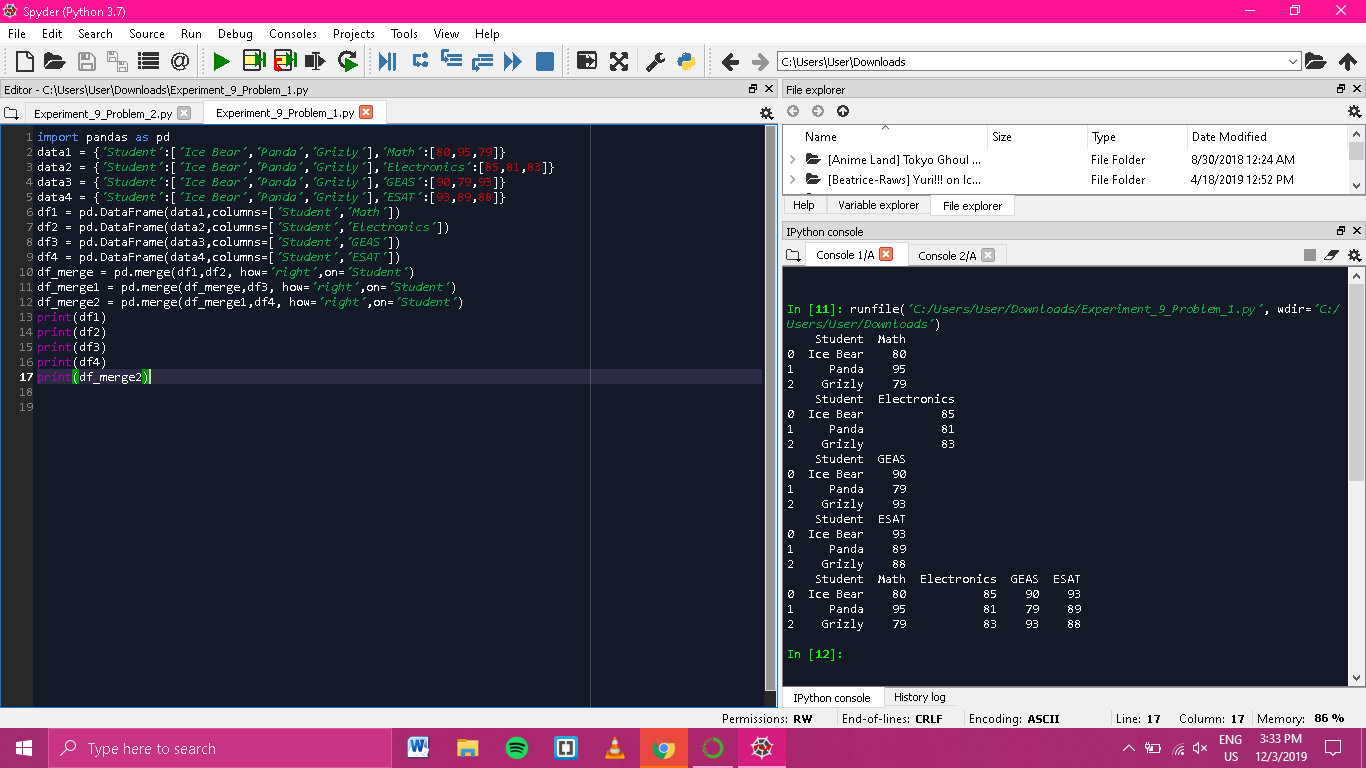 Spyder (Python 3.7)
File Edit Search Source Run Debug Consoles Projects Tools View Help
C:\Users\User\Downloads
Editor - C:\Users\User\Downloads\Experiment_9_Problem_1.py
Experiment_9_Problem_2.py Experiment_9_Problem_1.py
1 import pandas as pd
2 data1 = {'Student':['Ice Bear','Panda','Grizly'],'Math':[80,95,79]}
3 data2 = {'Student':['Ice Bear','Panda','Grizly'],'Electronics':[85,81,83]}
4 data3 = {'Student':['Ice Bear','Panda','Grizly'],'GEAS':[90,79,93]}
5 data4 = {'Student':['Ice Bear','Panda','Grizly'],'ESAT':[93,89,88]}
6 df1 = pd.DataFrame(data1,columns=['Student','Math'])
7 df2 = pd.DataFrame(data2,columns=['Student','Electronics'])
8 df3 = pd.DataFrame(data3,columns=['Student','GEAS'])
9 df4 = pd.DataFrame(data4,columns=['Student','ESAT'])
10 df_merge = pd.merge(df1,df2, how='right',on='Student')
11 df_merge1 = pd.merge(df_merge,df3, how='right',on='Student')
12 df_merge2 = pd.merge(df_merge1,df4, how='right',on='Student')
13 print(df1)
14 print(df2)
15 print(df3)
16 print(df4)
17 print(df_merge2)
18
19
File explorer
Name Size Type Date Modified
[Anime Land] Tokyo Ghoul ... File Folder 8/30/2018 12:24 AM
[Beatrice-Raws] Yuri!!! on Ic... File Folder 4/18/2019 12:52 PM
Help Variable explorer File explorer
IPython console
Console 1/A Console 2/A
In [11]: runfile('C:/Users/User/Downloads/Experiment_9_Problem_1.py', wdir='C:/
Users/User/Downloads')
Student Math
0 Ice Bear 80
1 Panda 95
2 Grizly 79
Student Electronics
0 Ice Bear 85
1 Panda 81
2 Grizly 83
Student GEAS
0 Ice Bear 90
1 Panda 79
2 Grizly 93
Student ESAT
0 Ice Bear 93
1 Panda 89
2 Grizly 88
Student Math Electronics GEAS ESAT
0 Ice Bear 80 85 90 93
1 Panda 95 81 79 89
2 Grizly 79 83 93 88
In [12]:
IPython console History log
Permissions: RW End-of-lines: CRLF Encoding: ASCII Line: 17 Column: 17 Memory: 86 %
Type here to search
ENG
US
3:33 PM
12/3/2019